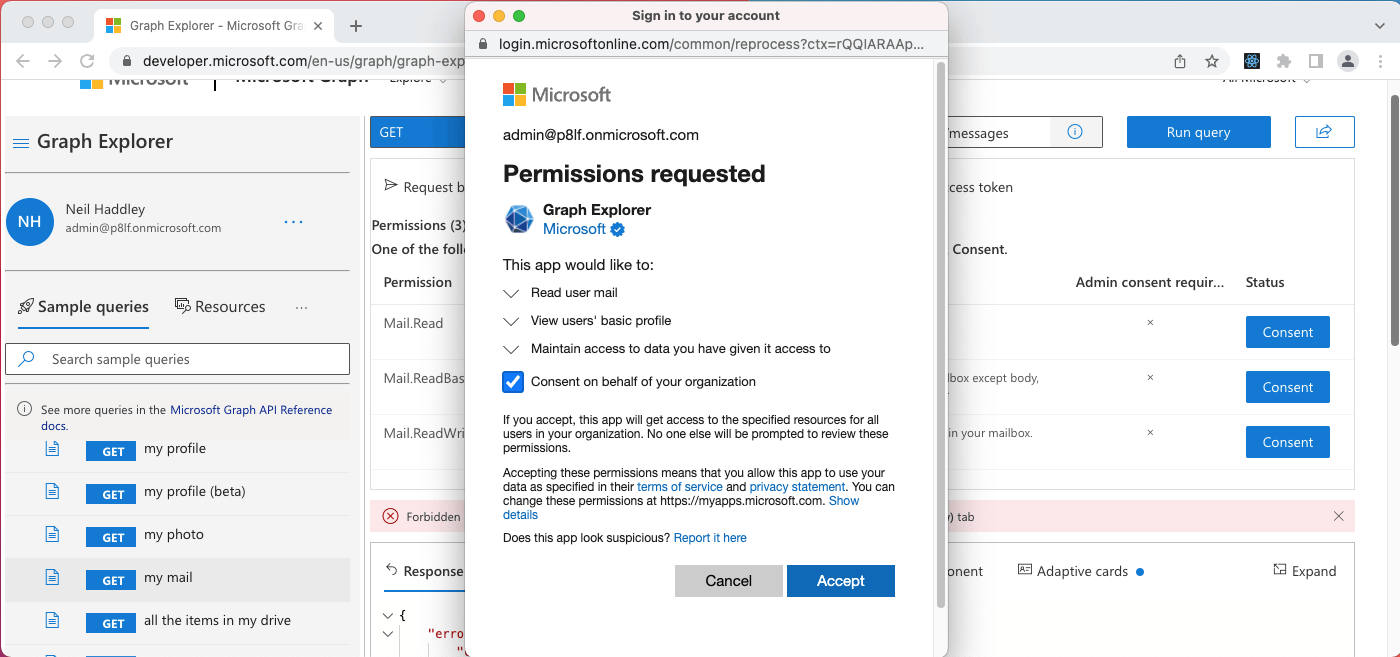 Graph Explorer - Microsoft Gra
Sign in to your account
developer.microsoft.com/en-us/graph/graph-exp
login.microsoftonline.com/common/reprocess?ctx=rQQIARAAp...
Microsoft
Microsoft Graph
Explore
All Microsoft
Graph Explorer
NH
Neil Haddley
admin@p8lf.onmicrosoft.com
...
Sample queries
Resources
...
Search sample queries
See more queries in the Microsoft Graph API Reference
docs.
GET
my profile
GET
my profile (beta)
GET
my photo
GET
my mail
GET
all the items in my drive
GET
/messages
Run query
Request b
cess token
Permissions (3)
One of the foll
Consent.
Permission
Admin consent requir...
Status
Mail.Read
Consent
Mail.ReadBas
box except body,
Consent
Mail.ReadWri
in your mailbox.
Consent
Forbidden
) tab
Response
onent
Adaptive cards
Expand
{
"erro
Microsoft
admin@p8lf.onmicrosoft.com
Permissions requested
Graph Explorer
Microsoft
This app would like to:
Read user mail
View users' basic profile
Maintain access to data you have given it access to
Consent on behalf of your organization
If you accept, this app will get access to the specified resources for all
users in your organization. No one else will be prompted to review these
permissions.
Accepting these permissions means that you allow this app to use your
data as specified in their terms of service and privacy statement. You can
change these permissions at https://myapps.microsoft.com. Show
details
Does this app look suspicious? Report it here
Cancel
Accept